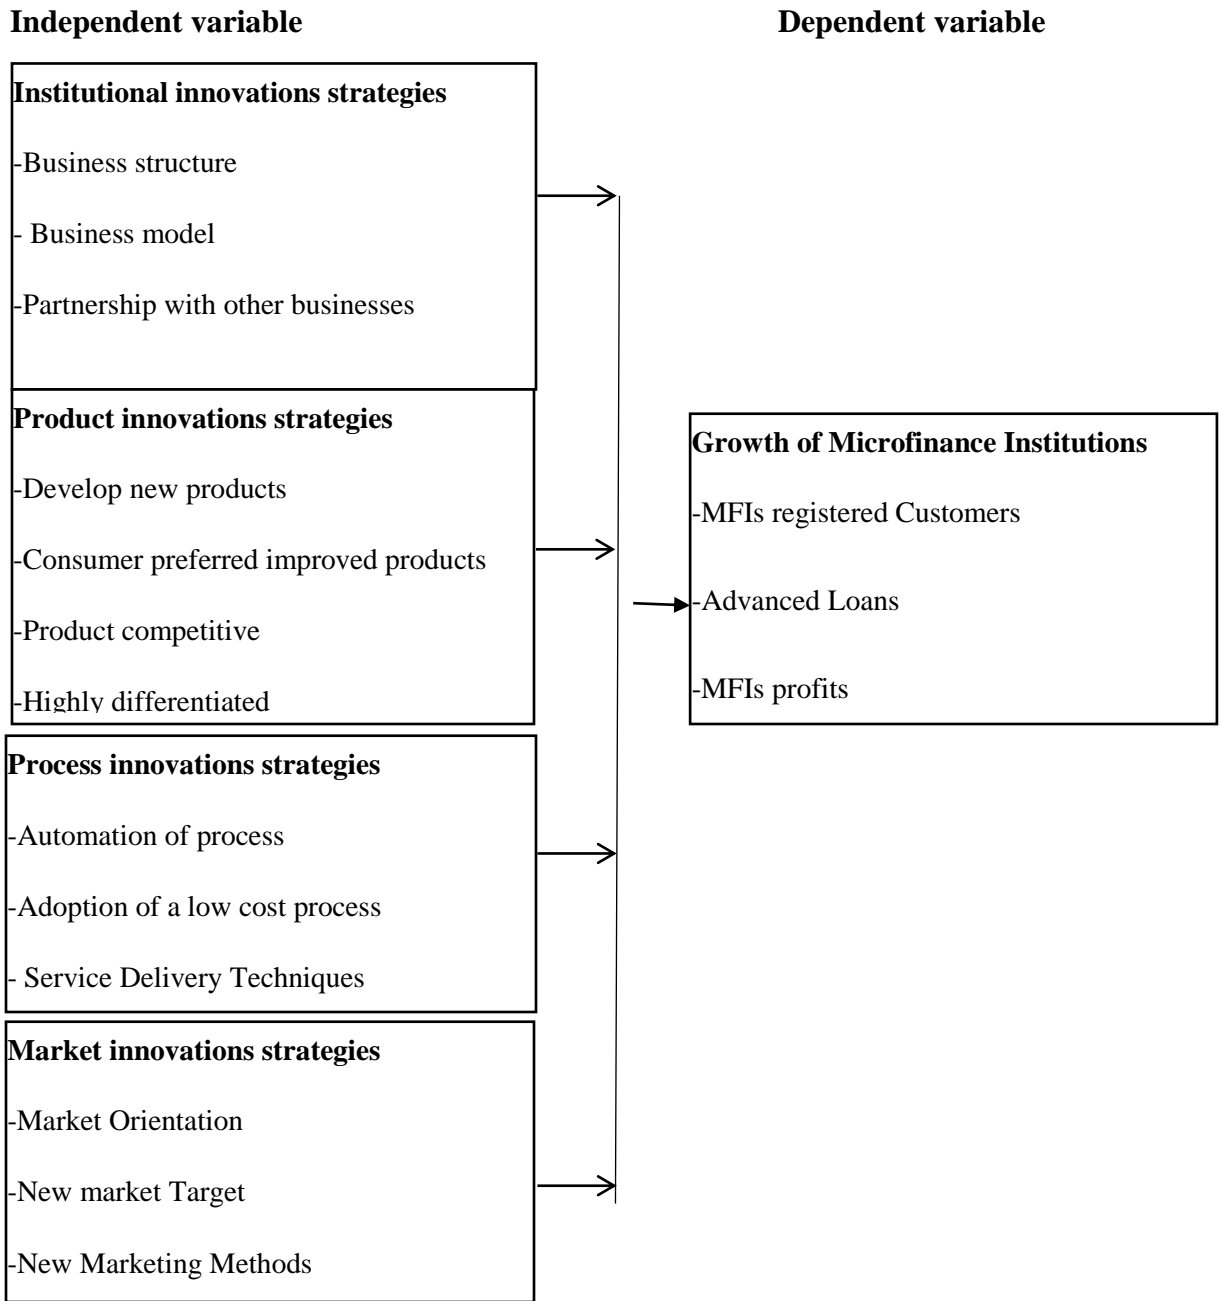 Independent variable
Dependent variable
Institutional innovations strategies
-Business structure
- Business model
-Partnership with other businesses
Product innovations strategies
-Develop new products
-Consumer preferred improved products
-Product competitive
-Highly differentiated
Process innovations strategies
-Automation of process
-Adoption of a low cost process
- Service Delivery Techniques
Market innovations strategies
-Market Orientation
-New market Target
-New Marketing Methods
Growth of Microfinance Institutions
-MFIs registered Customers
-Advanced Loans
-MFIs profits